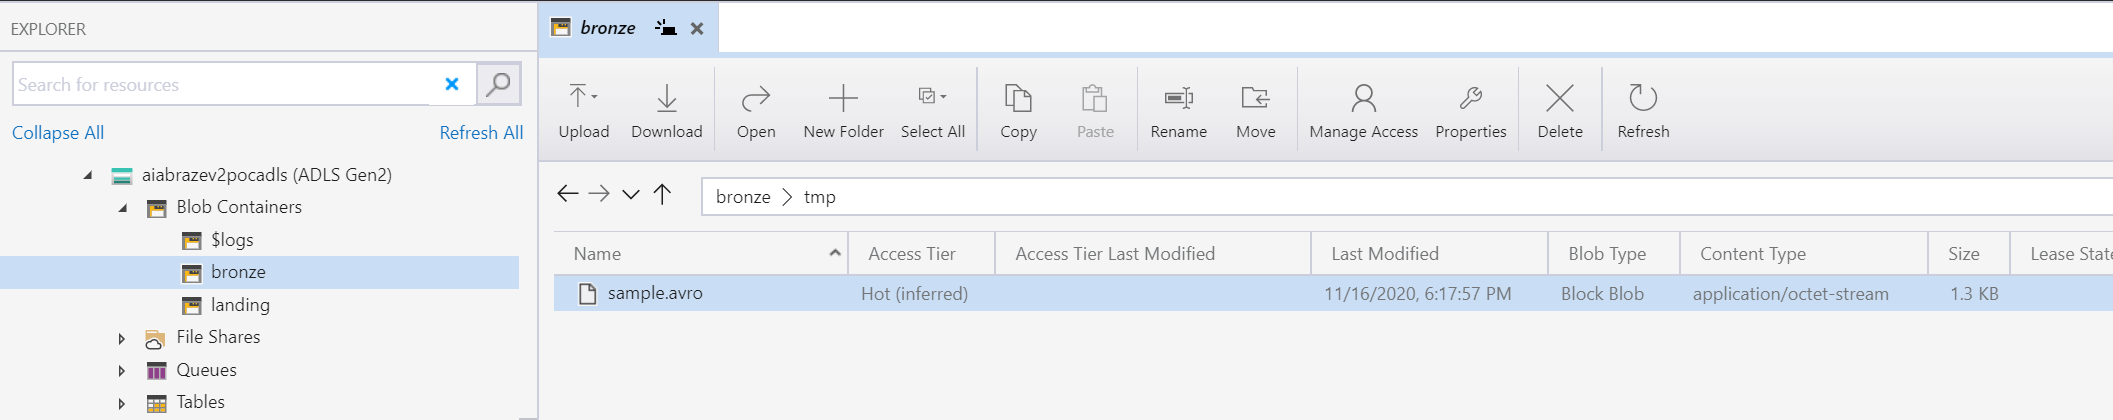 EXPLORER
Search for resources
Collapse All
Refresh All
aiabrazev2pocadls (ADLS Gen2)
Blob Containers
$logs
bronze
landing
File Shares
Queues
Tables
bronze
Upload
Download
Open
New Folder
Select All
Copy
Paste
Rename
Move
Manage Access
Properties
Delete
Refresh
bronze
tmp
Name
Access Tier
Access Tier Last Modified
Last Modified
Blob Type
Content Type
Size
Lease State
sample.avro
Hot (inferred)
11/16/2020, 6:17:57 PM
Block Blob
application/octet-stream
1.3 KB